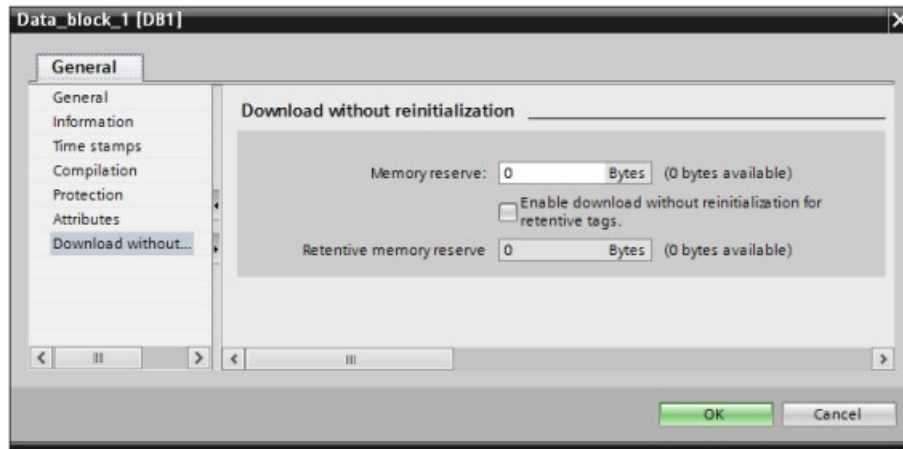 Data_block_1 [DB1]
General
General
Information
Time stamps
Compilation
Protection
Attributes
Download without...
Download without reinitialization
Memory reserve: 0 Bytes (0 bytes available)
Enable download without reinitialization for
retentive tags.
Retentive memory reserve 0 Bytes (0 bytes available)
OK Cancel